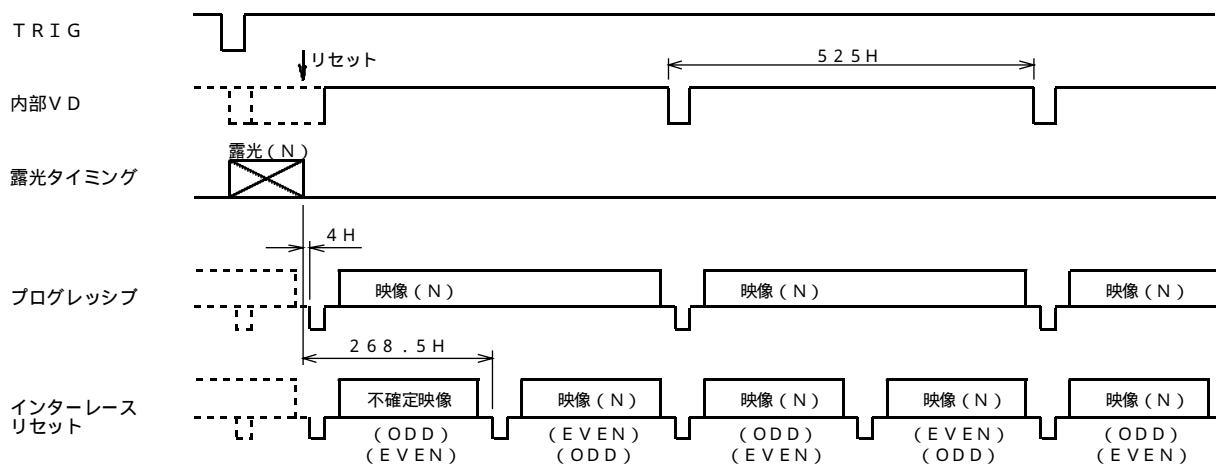 ＴＲＩＧ
リセット
５２５Ｈ
内部ＶＤ
露光（Ｎ）
露光タイミング
４Ｈ
プログレッシブ
映像（Ｎ）
映像（Ｎ）
映像（Ｎ）
２６８．５Ｈ
インターレース
リセット
不確定映像
映像（Ｎ）
映像（Ｎ）
映像（Ｎ）
映像（Ｎ）
（ＯＤＤ）
（ＥＶＥＮ）
（ＥＶＥＮ）
（ＯＤＤ）
（ＯＤＤ）
（ＥＶＥＮ）
（ＥＶＥＮ）
（ＯＤＤ）
（ＯＤＤ）
（ＥＶＥＮ）